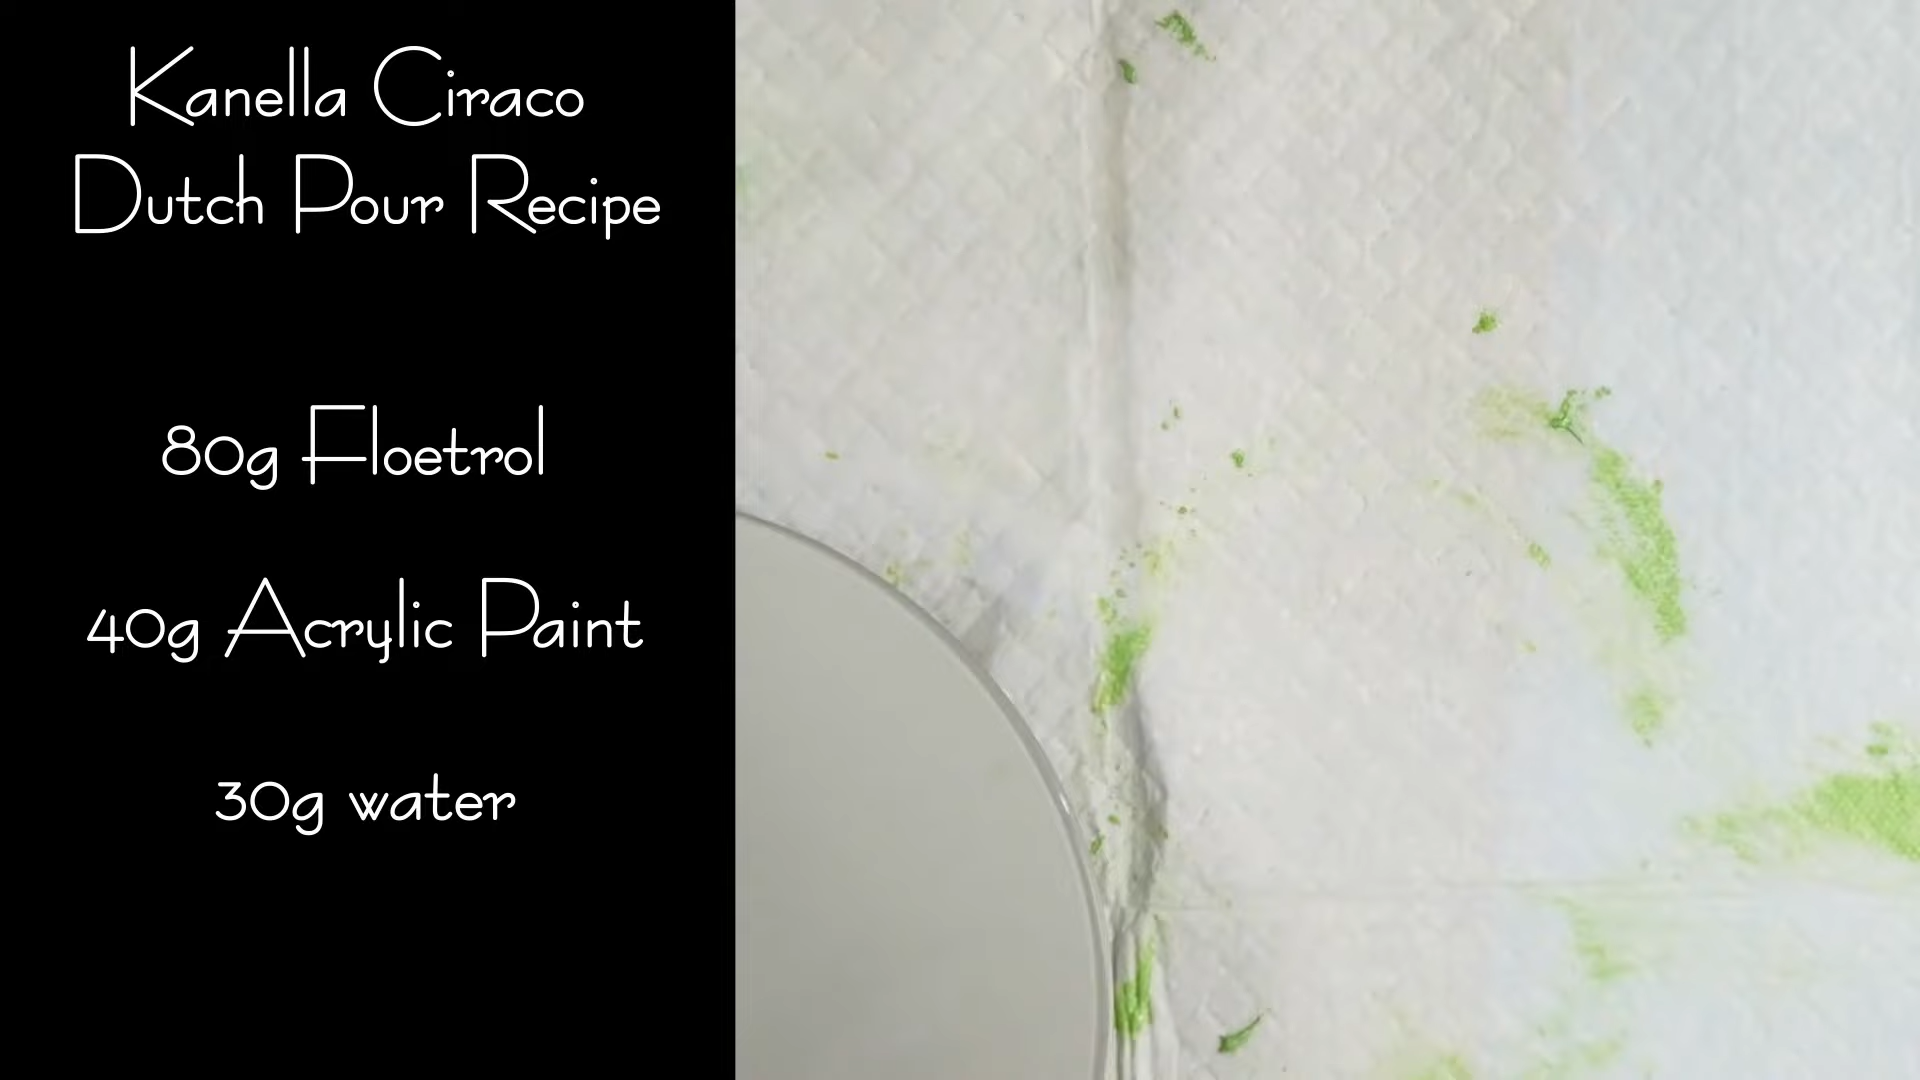 Kanella Ciraco
Dutch Pour Recipe
80g Floetrol
40g Acrylic Paint
30g water